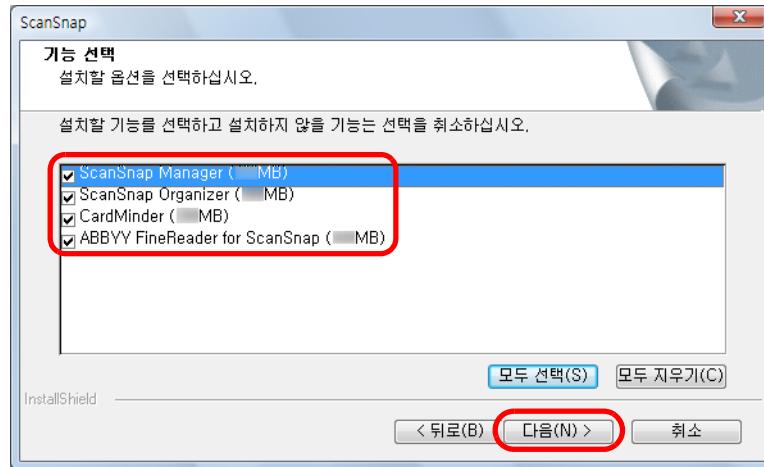 ScanSnap
기능 선택
설치할 옵션을 선택하십시오.
설치할 기능를 선택하고 설치하지 않을 기능는 선택을 취소하십시오.
ScanSnap Manager ( MB)
ScanSnap Organizer ( MB)
CardMinder ( MB)
ABBYY FineReader for ScanSnap ( MB)
모두 선택(S) 모두 지우기(C)
InstallShield
< 뒤로(B) 다음(N) > 취소